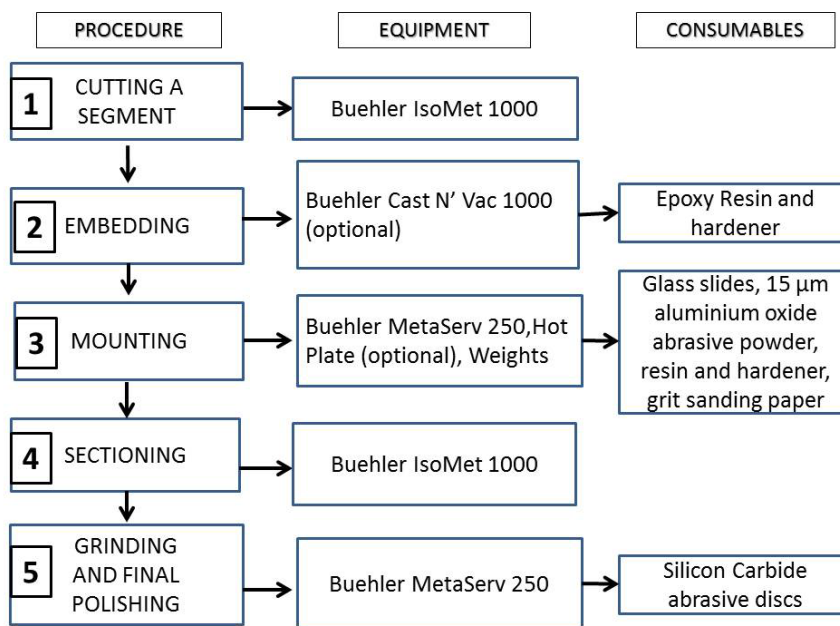 PROCEDURE
EQUIPMENT
CONSUMABLES
1
CUTTING A
SEGMENT
Buehler IsoMet 1000
2
EMBEDDING
Buehler Cast N’ Vac 1000
(optional)
Epoxy Resin and
hardener
3
MOUNTING
Buehler MetaServ 250,Hot
Plate (optional), Weights
Glass slides, 15 µm
aluminium oxide
abrasive powder,
resin and hardener,
grit sanding paper
4
SECTIONING
Buehler IsoMet 1000
5
GRINDING
AND FINAL
POLISHING
Buehler MetaServ 250
Silicon Carbide
abrasive discs